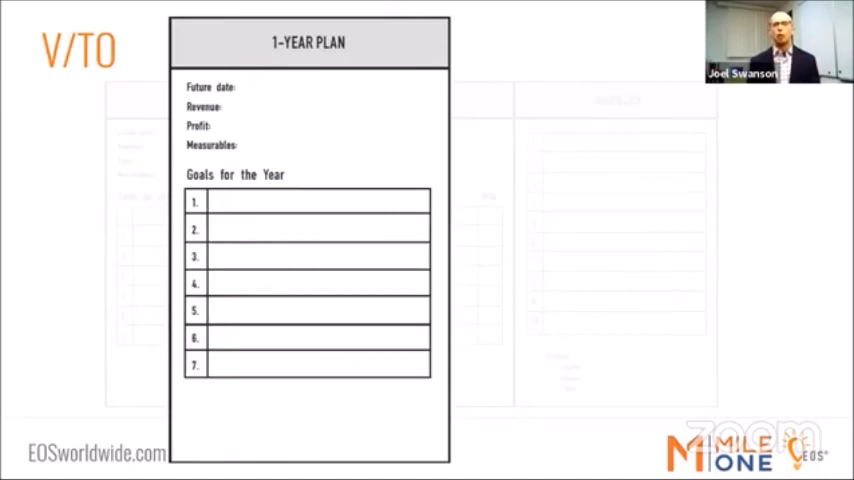 V/TO
1-YEAR PLAN
Joel Swanson
Future date:
Revenue:
Profit:
Measurables:
Goals for the Year
1.
2.
3.
4.
5.
6.
7.
EOSworldwide.com
zoom
MILE
ONE
EOS®